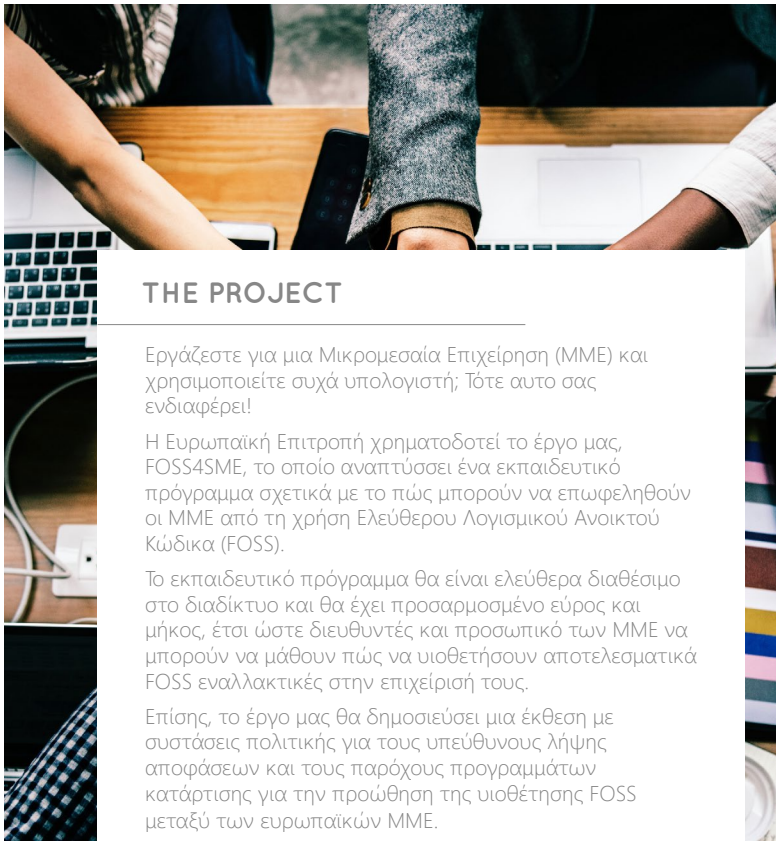 THE PROJECT
Εργάζεστε για μια Μικρομεσαία Επιχείρηση (ΜΜΕ) και
χρησιμοποιείτε συχά υπολογιστή; Τότε αυτο σας
ενδιαφέρει!
Η Ευρωπαϊκή Επιτροπή χρηματοδοτεί το έργο μας,
FOSS4SME, το οποίο αναπτύσσει ένα εκπαιδευτικό
πρόγραμμα σχετικά με το πώς μπορούν να επωφεληθούν
οι ΜΜΕ από τη χρήση Ελεύθερου Λογισμικού Ανοικτού
Κώδικα (FOSS).
Το εκπαιδευτικό πρόγραμμα θα είναι ελεύθερα διαθέσιμο
στο διαδίκτυο και θα έχει προσαρμοσμένο εύρος και
μήκος, έτσι ώστε διευθυντές και προσωπικό των ΜΜΕ να
μπορούν να μάθουν πώς να υιοθετήσουν αποτελεσματικά
FOSS εναλλακτικές στην επιχείρισή τους.
Επίσης, το έργο μας θα δημοσιεύσει μια έκθεση με
συστάσεις πολιτικής για τους υπεύθυνους λήψης
αποφάσεων και τους παρόχους προγραμμάτων
κατάρτισης για την προώθηση της υιοθέτησης FOSS
μεταξύ των ευρωπαϊκών ΜΜΕ.